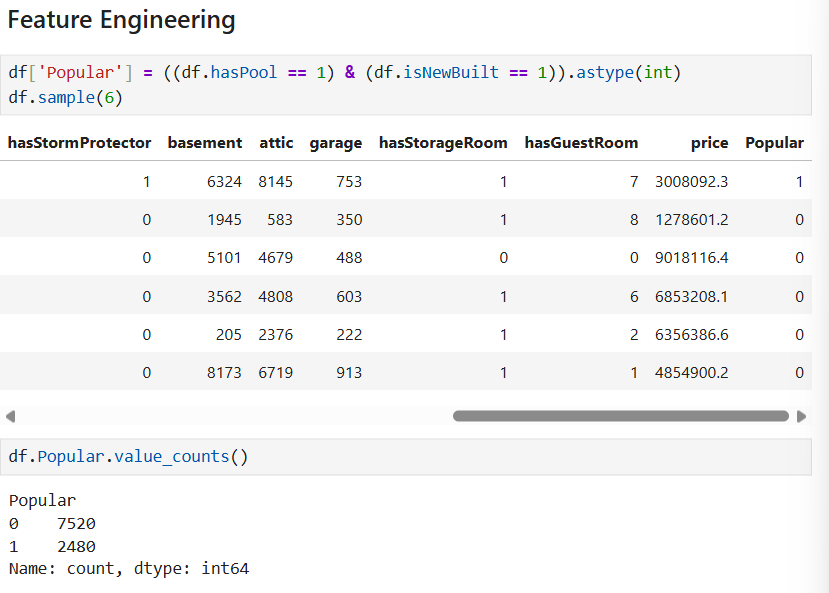 Feature Engineering
df['Popular'] = ((df.hasPool == 1) & (df.isNewBuilt == 1)).astype(int)
df.sample(6)
hasStormProtector basement attic garage hasStorageRoom hasGuestRoom price Popular
1 6324 8145 753 1 7 3008092.3 1
0 1945 583 350 1 8 1278601.2 0
0 5101 4679 488 0 0 9018116.4 0
0 3562 4808 603 1 6 6853208.1 0
0 205 2376 222 1 2 6356386.6 0
0 8173 6719 913 1 1 4854900.2 0
df.Popular.value_counts()
Popular
0 7520
1 2480
Name: count, dtype: int64